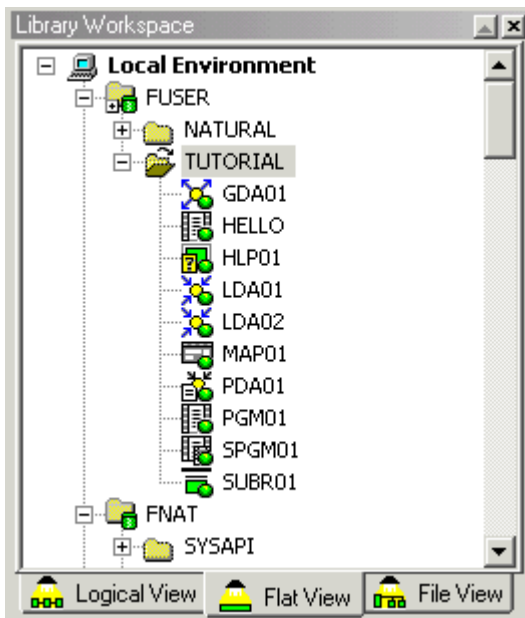 Library Workspace
Local Environment
FUSER
NATURAL
TUTORIAL
GDA01
HELLO
HLP01
LDA01
LDA02
MAP01
PDA01
PGM01
SPGM01
SUBR01
FNAT
SYSAPI
Logical View Flat View File View